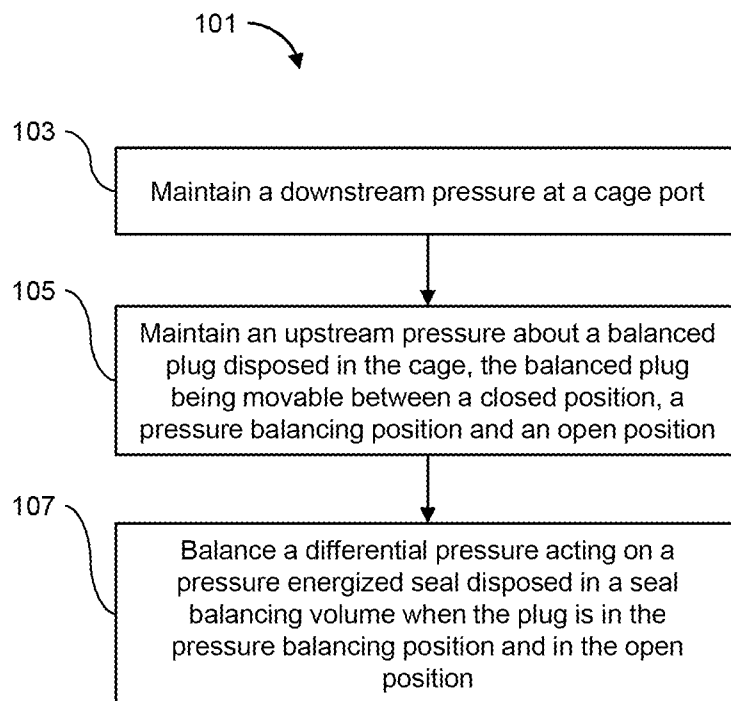 101
103
Maintain a downstream pressure at a cage port
105
Maintain an upstream pressure about a balanced
plug disposed in the cage, the balanced plug
being movable between a closed position, a
pressure balancing position and an open position
107
Balance a differential pressure acting on a
pressure energized seal disposed in a seal
balancing volume when the plug is in the
pressure balancing position and in the open
position